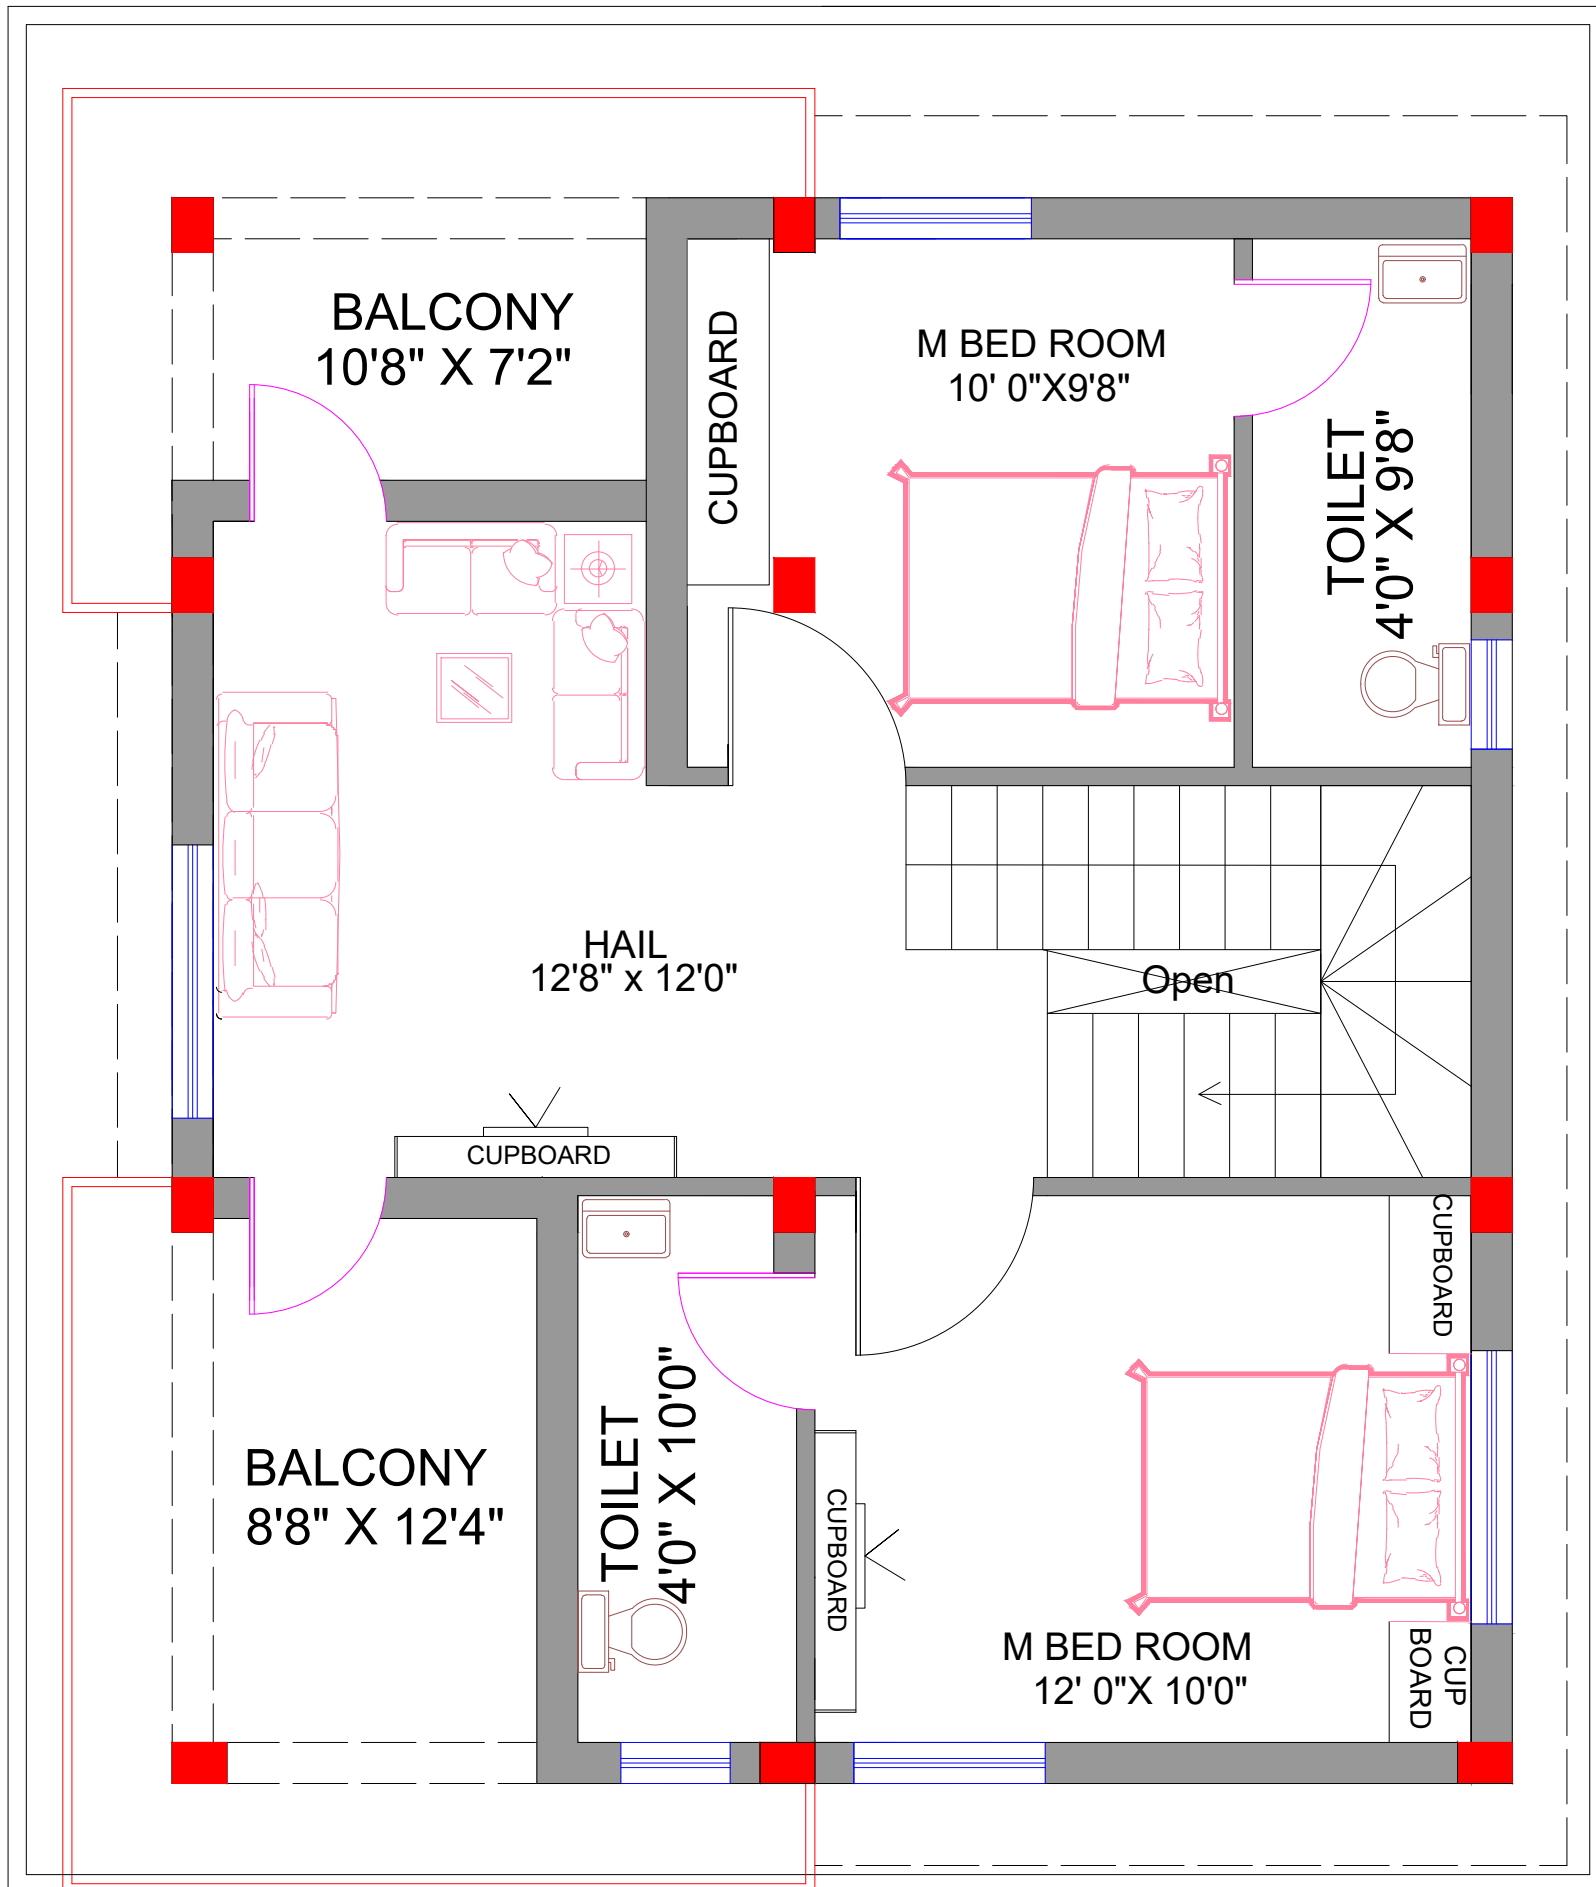 BALCONY
10'8" X 7'2"
CUPBOARD
M BED ROOM
10' 0"X9'8"
TOILET
4'0" X 9'8"
HAIL
12'8" x 12'0"
Open
CUPBOARD
CUPBOARD
BALCONY
8'8" X 12'4"
TOILET
4'0" X 10'0"
CUPBOARD
M BED ROOM
12' 0"X 10'0"
CUP
BOARD